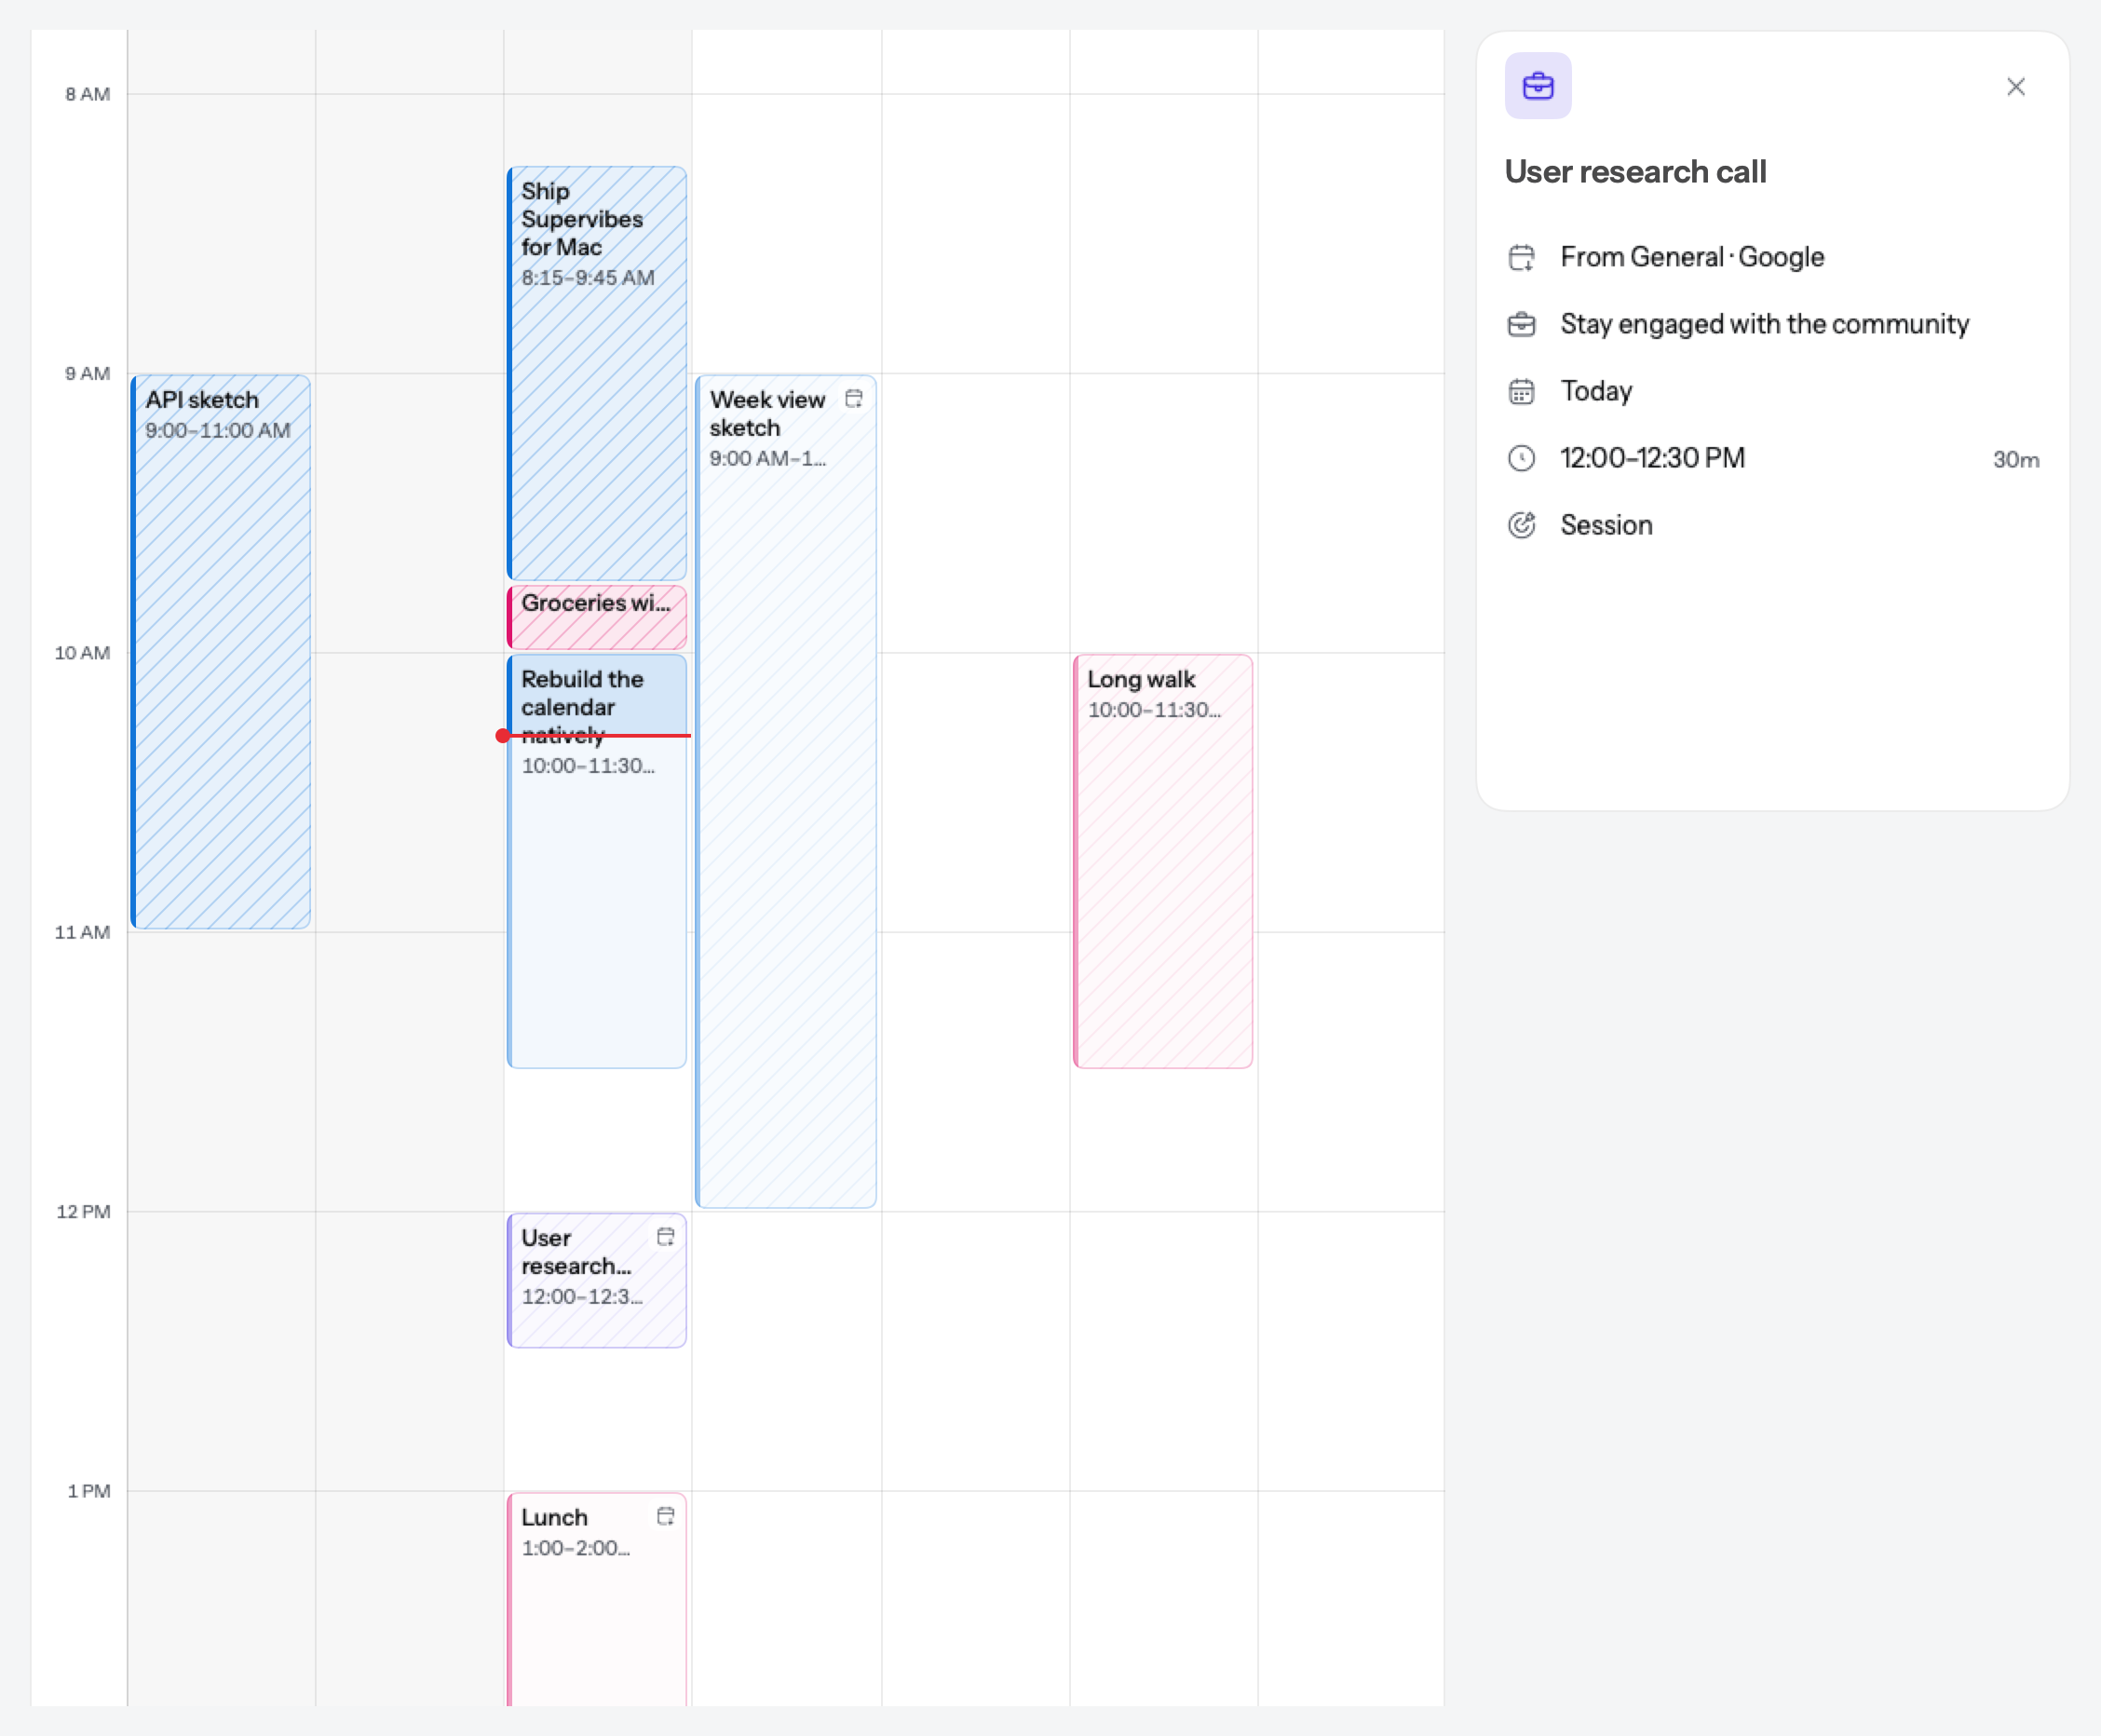 8 AM
9 AM
10 AM
11 AM
12 PM
1 PM
API sketch
9:00–11:00 AM
Ship
Supervibes
for Mac
8:15–9:45 AM
Groceries wi...
Rebuild the
calendar
natively
10:00–11:30...
User
research...
12:00–12:3...
Lunch
1:00–2:00...
Week view
sketch
9:00 AM–1...
Long walk
10:00–11:30...
User research call
From General · Google
Stay engaged with the community
Today
12:00–12:30 PM 30m
Session